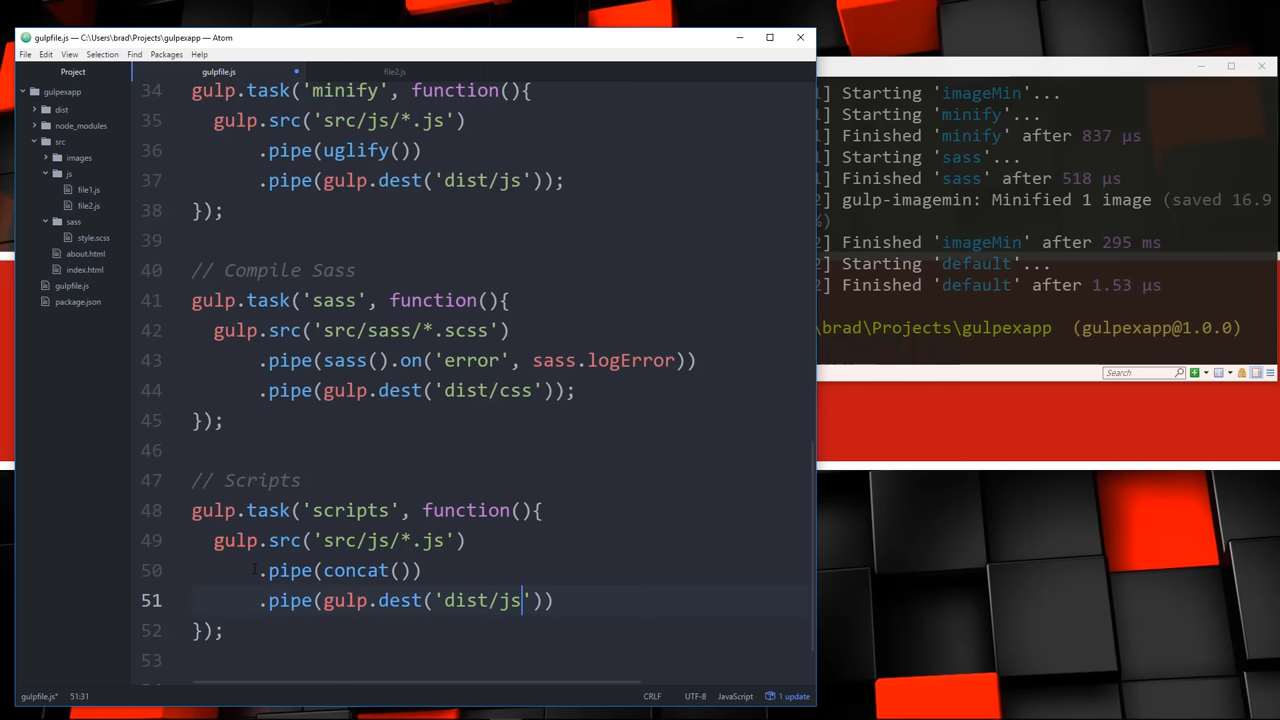 gulpfile.js — C:\Users\brad\Projects\gulpexapp — Atom
File Edit View Selection Find Packages Help
Project
gulpexapp
dist
node_modules
src
images
js
file1.js
file2.js
sass
style.scss
about.html
index.html
gulpfile.js
package.json
gulpfile.js
file2.js
34 gulp.task('minify', function(){
35 gulp.src('src/js/*.js')
36 .pipe(uglify())
37 .pipe(gulp.dest('dist/js'));
38 });
39
40 // Compile Sass
41 gulp.task('sass', function(){
42 gulp.src('src/sass/*.scss')
43 .pipe(sass().on('error', sass.logError))
44 .pipe(gulp.dest('dist/css'));
45 });
46
47 // Scripts
48 gulp.task('scripts', function(){
49 gulp.src('src/js/*.js')
50 .pipe(concat())
51 .pipe(gulp.dest('dist/js'))
52 });
53
gulpfile.js* 51:31 CRLF UTF-8 JavaScript 1 update
] Starting 'imageMin'...
] Starting 'minify'...
] Finished 'minify' after 837 μs
] Starting 'sass'...
] Finished 'sass' after 518 μs
] gulp-imagemin: Minified 1 image (saved 16.9
%)
] Finished 'imageMin' after 295 ms
] Starting 'default'...
] Finished 'default' after 1.53 μs
\brad\Projects\gulpexapp (gulpexapp@1.0.0)
Search